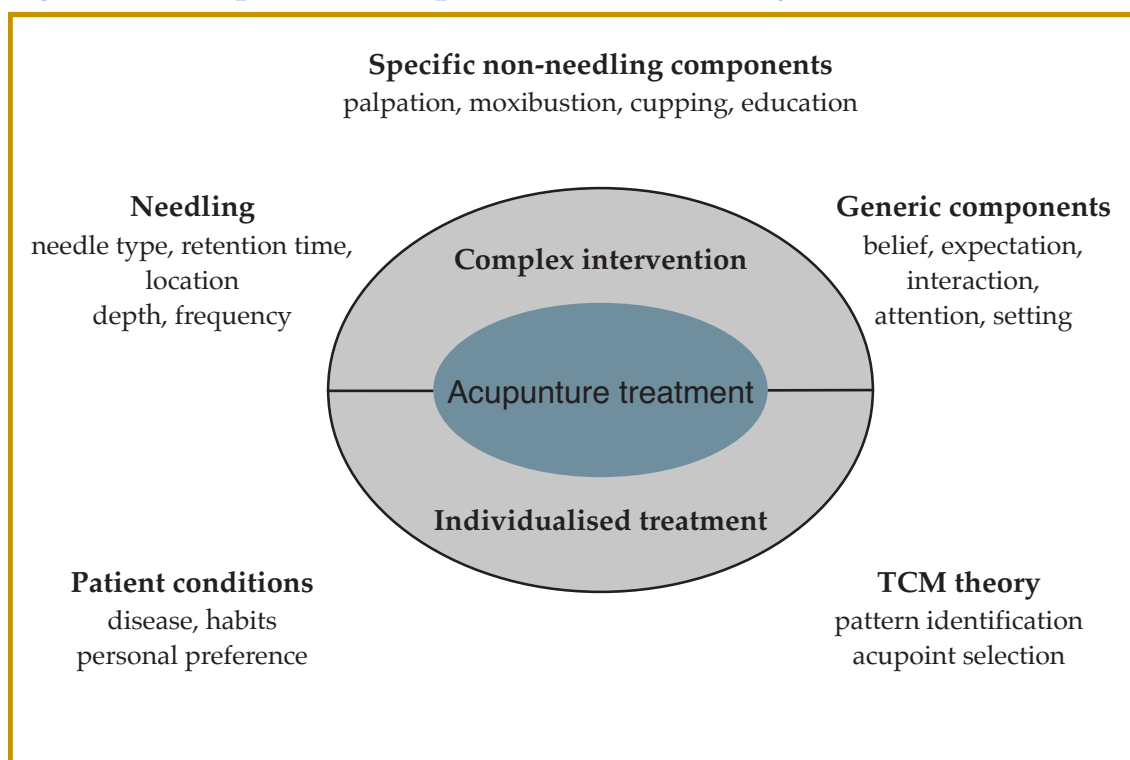 Specific non-needling components
palpation, moxibustion, cupping, education
Needling
needle type, retention time,
location
depth, frequency
Generic components
belief, expectation,
interaction,
attention, setting
Complex intervention
Acupunture treatment
Individualised treatment
Patient conditions
disease, habits
personal preference
TCM theory
pattern identification
acupoint selection